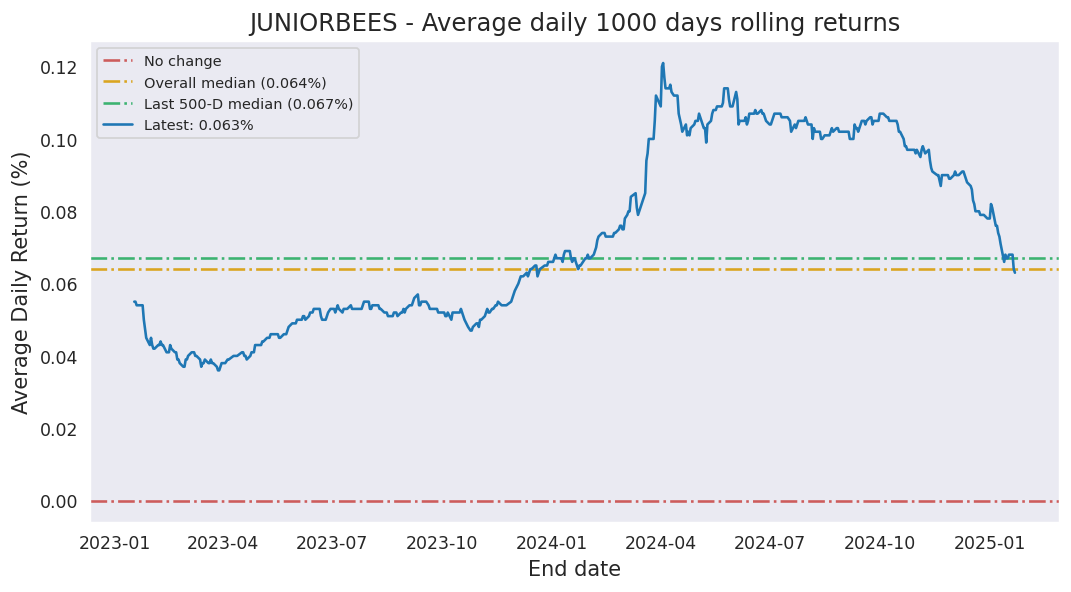 JUNIORBEES - Average daily 1000 days rolling returns
No change
Overall median (0.064%)
Last 500-D median (0.067%)
Latest: 0.063%
Average Daily Return (%)
0.12
0.10
0.08
0.06
0.04
0.02
0.00
2023-01 2023-04 2023-07 2023-10 2024-01 2024-04 2024-07 2024-10 2025-01
End date